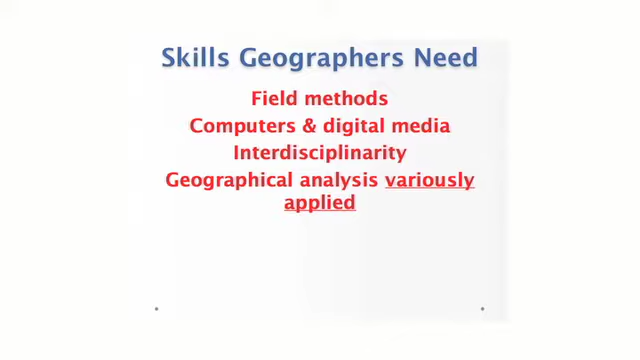 Skills Geographers Need
Field methods
Computers & digital media
Interdisciplinarity
Geographical analysis variously
applied